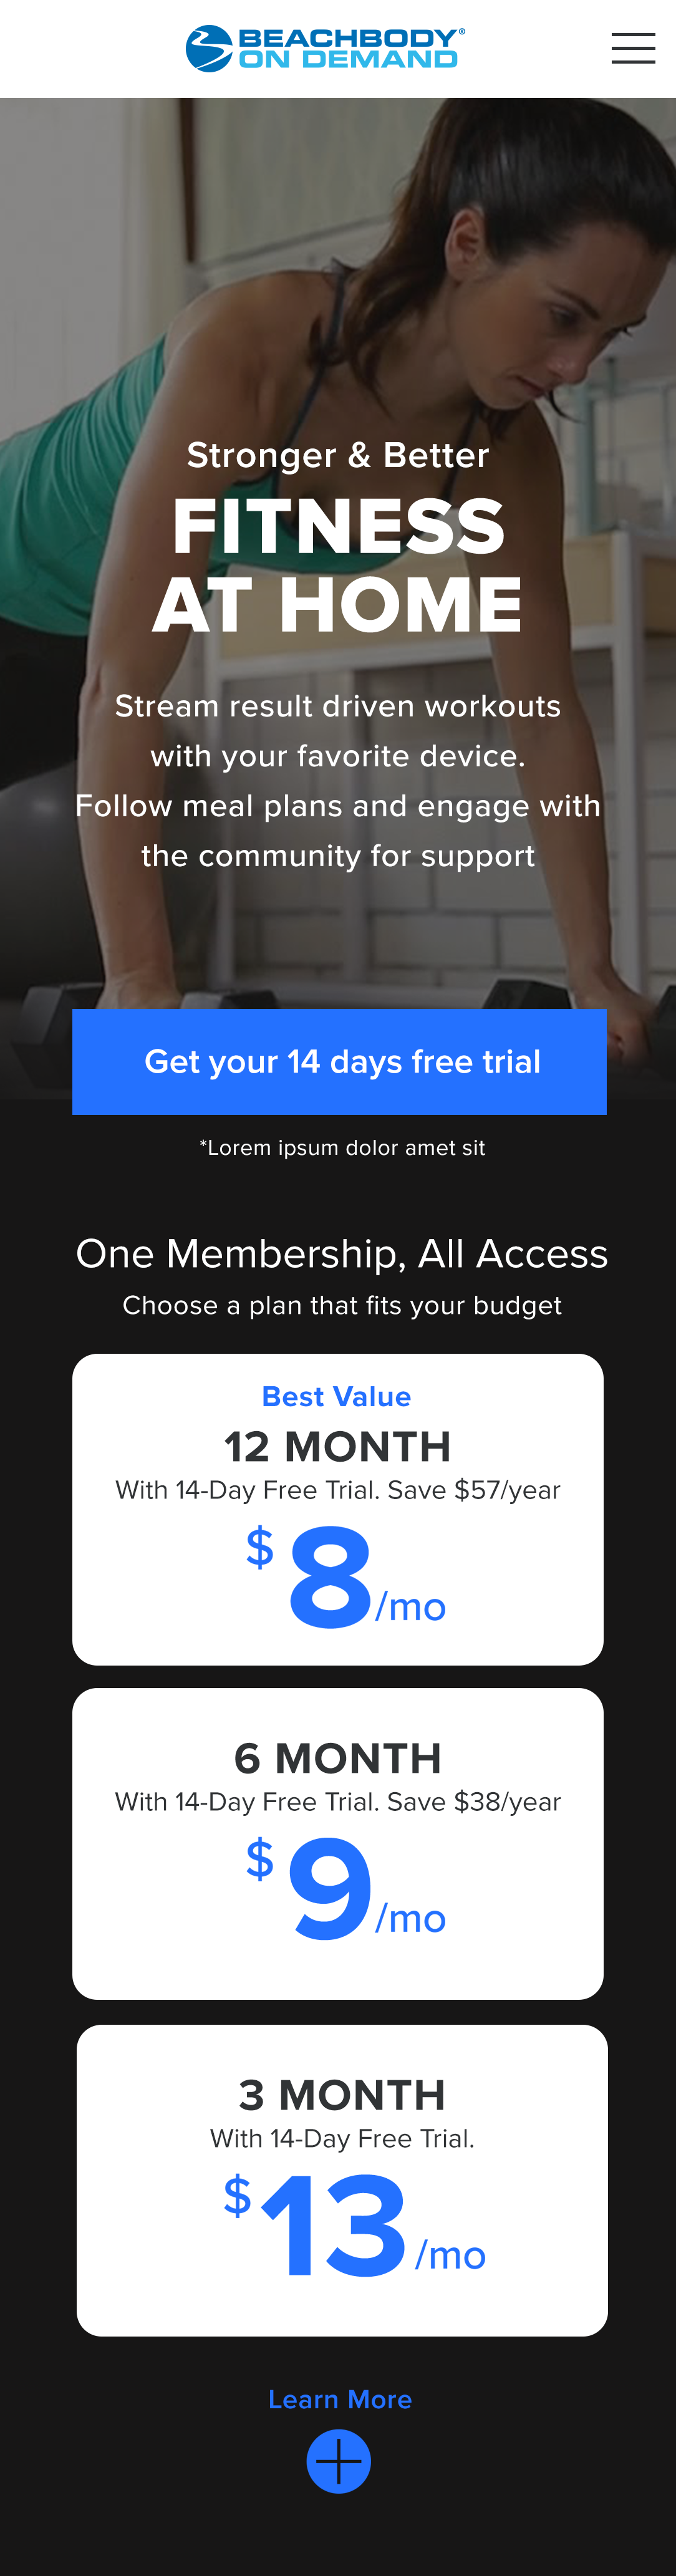 BEACHBODY®
ON DEMAND
Stronger & Better
FITNESS
AT HOME
Stream result driven workouts
with your favorite device.
Follow meal plans and engage with
the community for support
Get your 14 days free trial
*Lorem ipsum dolor amet sit
One Membership, All Access
Choose a plan that fits your budget
Best Value
12 MONTH
With 14-Day Free Trial. Save $57/year
$8/mo
6 MONTH
With 14-Day Free Trial. Save $38/year
$9/mo
3 MONTH
With 14-Day Free Trial.
$13/mo
Learn More